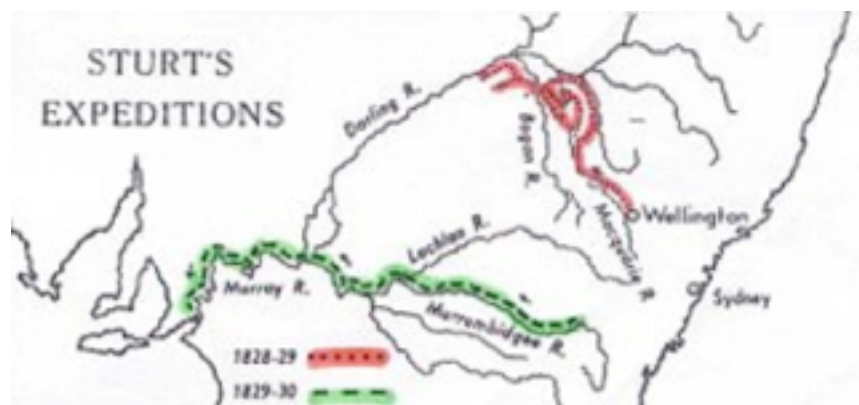 STURT'S
EXPEDITIONS
Darling R.
Bogan R.
Wellington
Macquarie R
Lachlan R.
Sydney
Murray R.
Murrumbidgee R.
1828-29
1829-30